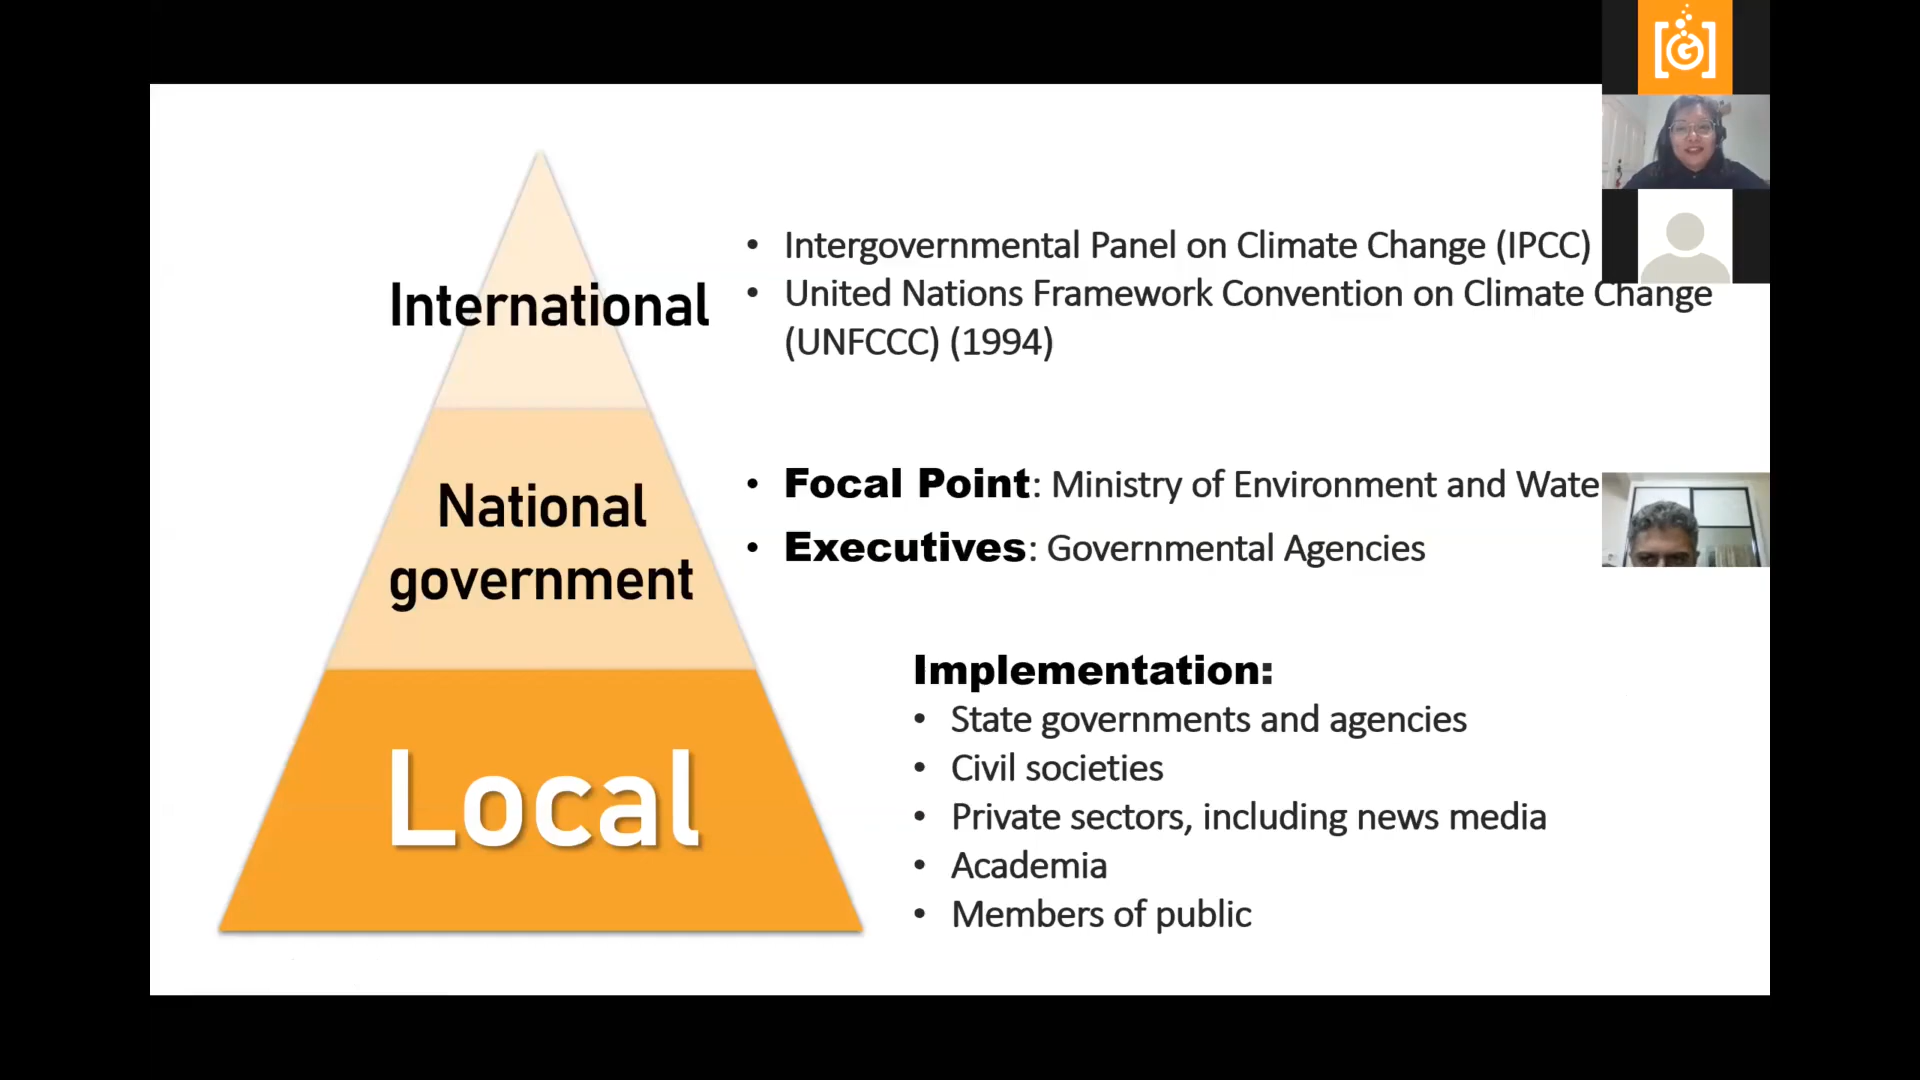 International
• Intergovernmental Panel on Climate Change (IPCC)
• United Nations Framework Convention on Climate Change
(UNFCCC) (1994)
National
government
• Focal Point: Ministry of Environment and Wate
• Executives: Governmental Agencies
Local
Implementation:
• State governments and agencies
• Civil societies
• Private sectors, including news media
• Academia
• Members of public
[G]